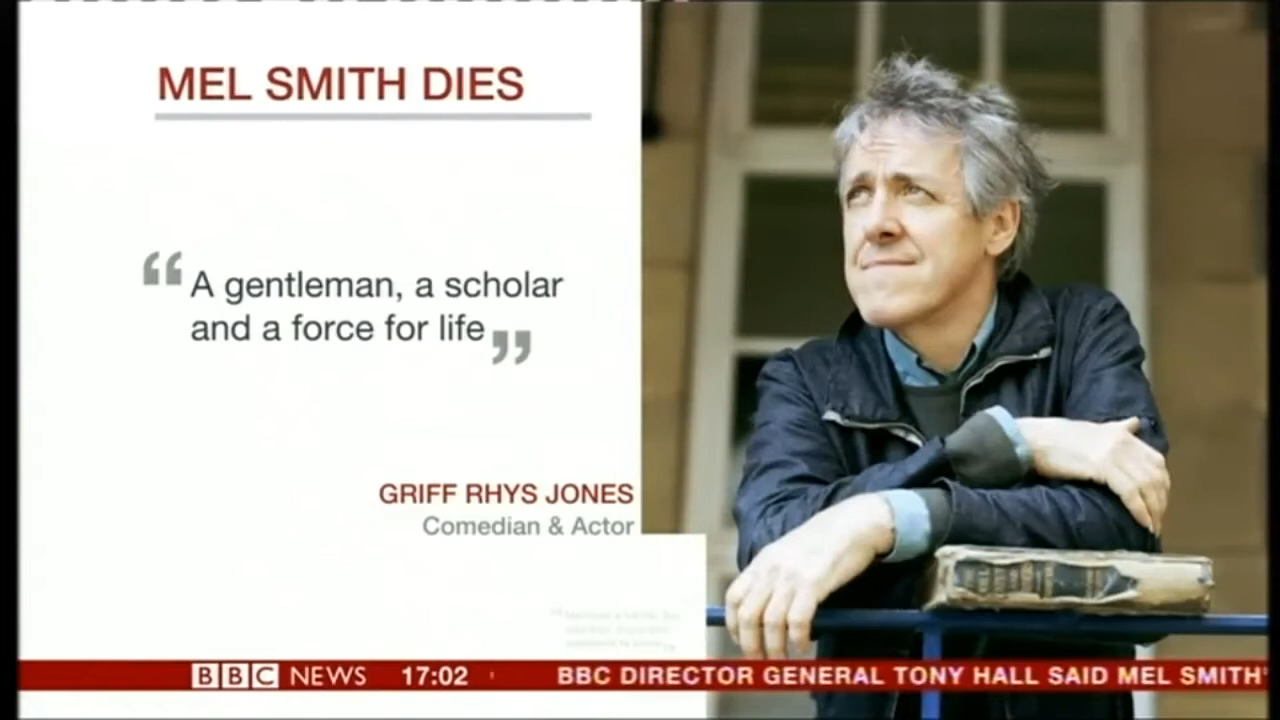 MEL SMITH DIES
“A gentleman, a scholar
and a force for life”
GRIFF RHYS JONES
Comedian & Actor
BBC NEWS 17:02 BBC DIRECTOR GENERAL TONY HALL SAID MEL SMITH'